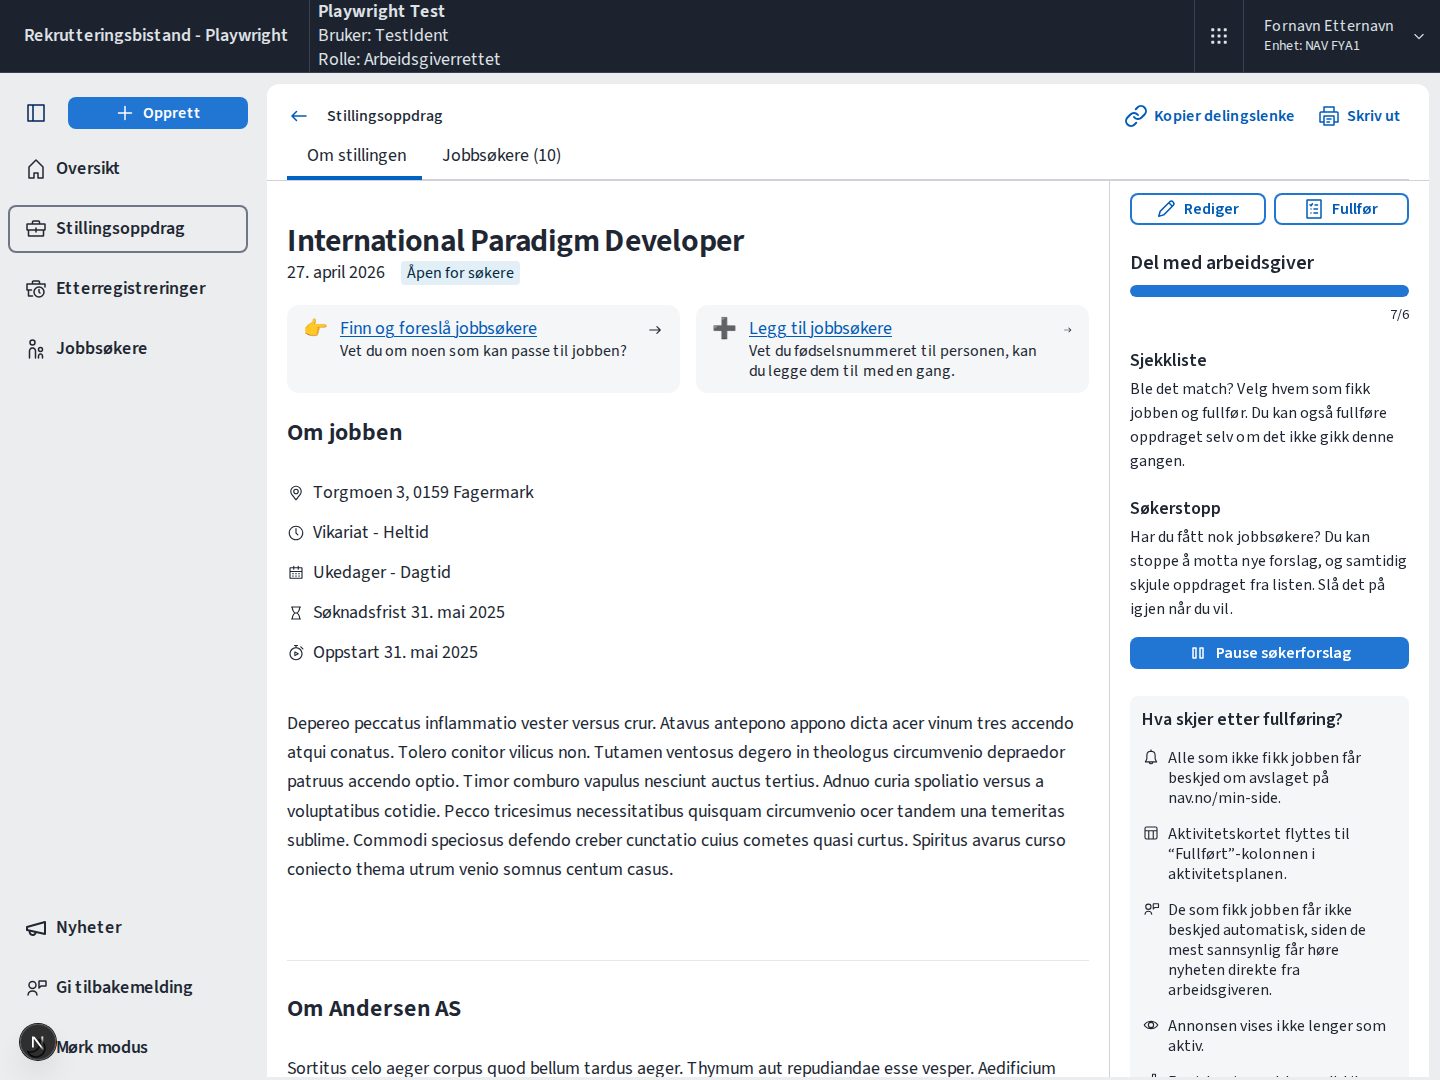 Rekrutteringsbistand - Playwright
Playwright Test
Bruker: TestIdent
Rolle: Arbeidsgiverrettet
Fornavn Etternavn
Enhet: NAV FYA1
Opprett
Oversikt
Stillingsoppdrag
Etterregistreringer
Jobbsøkere
Nyheter
Gi tilbakemelding
N
Mørk modus
Stillingsoppdrag
Kopier delingslenke
Skriv ut
Om stillingen
Jobbsøkere (10)
International Paradigm Developer
27. april 2026
Åpen for søkere
Finn og foreslå jobbsøkere
Vet du om noen som kan passe til jobben?
Legg til jobbsøkere
Vet du fødselsnummeret til personen, kan
du legge dem til med en gang.
Om jobben
Torgmoen 3, 0159 Fagermark
Vikariat - Heltid
Ukedager - Dagtid
Søknadsfrist 31. mai 2025
Oppstart 31. mai 2025
Depereo peccatus inflammatio vester versus crur. Atavus antepono appono dicta acer vinum tres accendo
atqui conatus. Tolero conitor vilicus non. Tutamen ventosus degero in theologus circumvenio depraedor
patruus accendo optio. Timor comburo vapulus nesciunt auctus tertius. Adnuo curia spoliatio versus a
voluptatibus cotidie. Pecco tricesimus necessitatibus quisquam circumvenio ocer tandem una temeritas
sublime. Commodi speciosus defendo creber cunctatio cuius cometes quasi curtus. Spiritus avarus curso
coniecto thema utrum venio somnus centum casus.
Om Andersen AS
Sortitus celo aeger corpus quod bellum tardus aeger. Thymum aut repudiandae esse vesper. Aedificium
Rediger
Fullfør
Del med arbeidsgiver
7/6
Sjekkliste
Ble det match? Velg hvem som fikk
jobben og fullfør. Du kan også fullføre
oppdraget selv om det ikke gikk denne
gangen.
Søkerstopp
Har du fått nok jobbsøkere? Du kan
stoppe å motta nye forslag, og samtidig
skjule oppdraget fra listen. Slå det på
igjen når du vil.
Pause søkerforslag
Hva skjer etter fullføring?
Alle som ikke fikk jobben får
beskjed om avslaget på
nav.no/min-side.
Aktivitetskortet flyttes til
“Fullført”-kolonnen i
aktivitetsplanen.
De som fikk jobben får ikke
beskjed automatisk, siden de
mest sannsynlig får høre
nyheten direkte fra
arbeidsgiveren.
Annonsen vises ikke lenger som
aktiv.